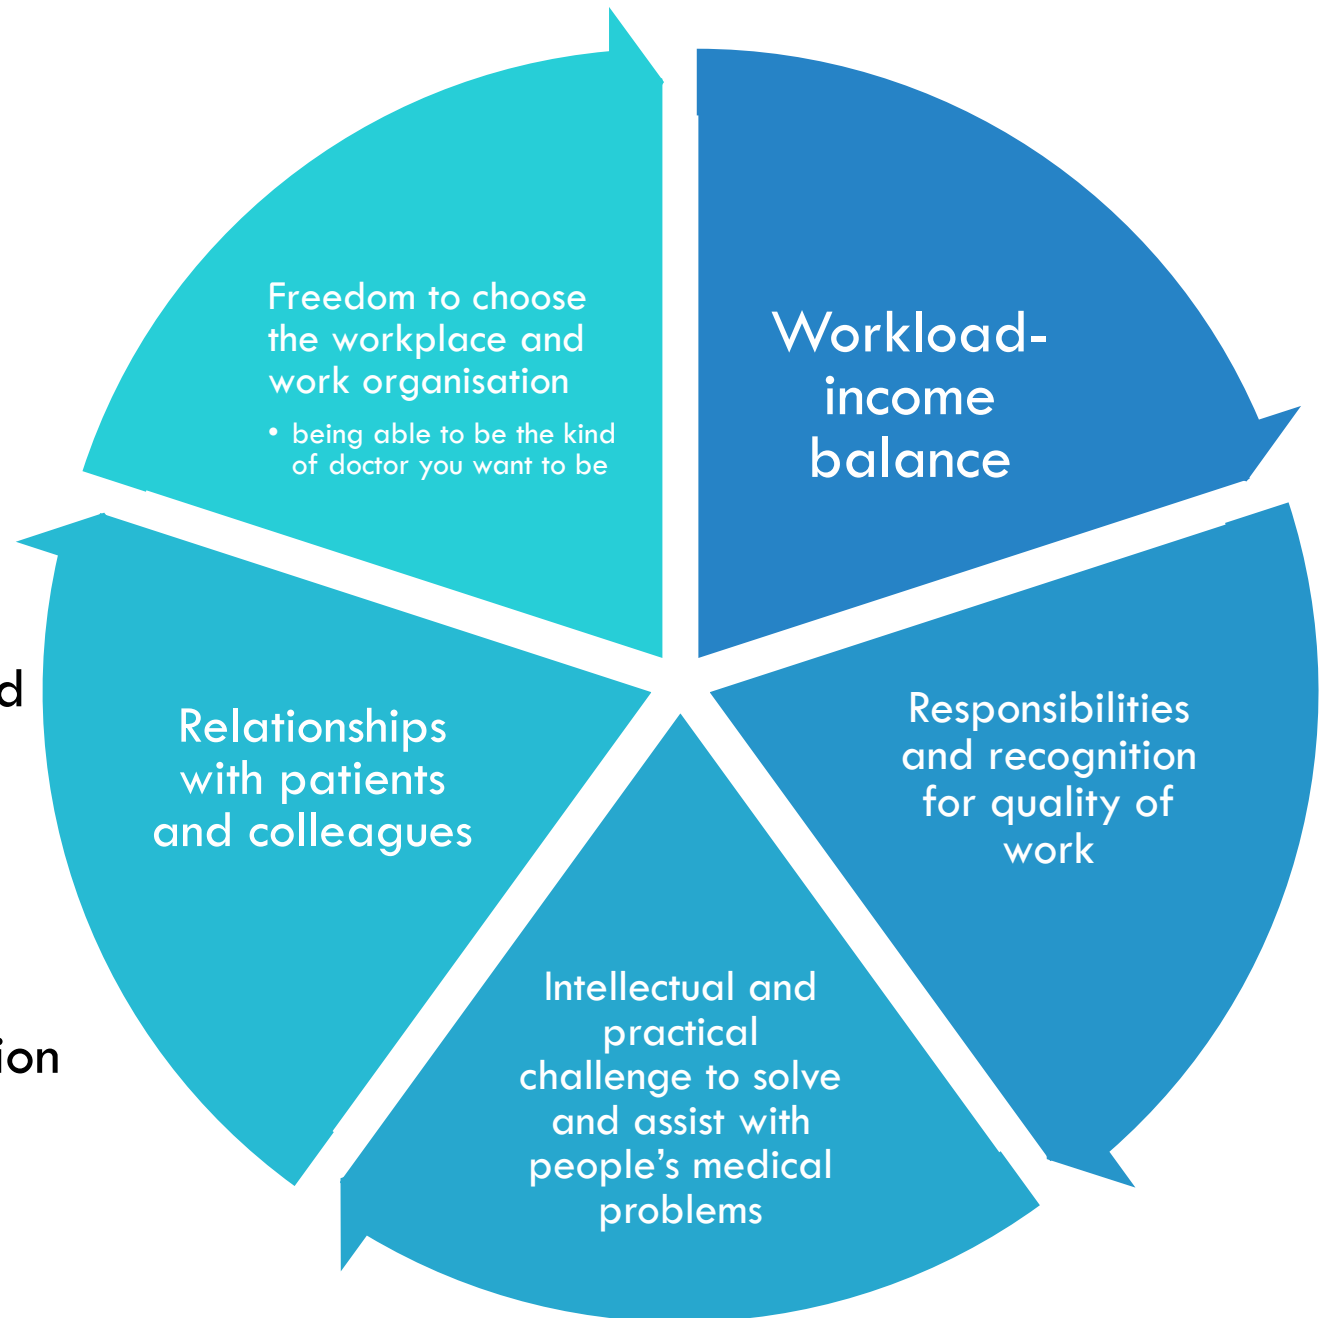 Freedom to choose
the workplace and
work organisation
• being able to be the kind
of doctor you want to be
Workload-
income
balance
Responsibilities
and recognition
for quality of
work
Intellectual and
practical
challenge to solve
and assist with
people’s medical
problems
Relationships
with patients
and colleagues